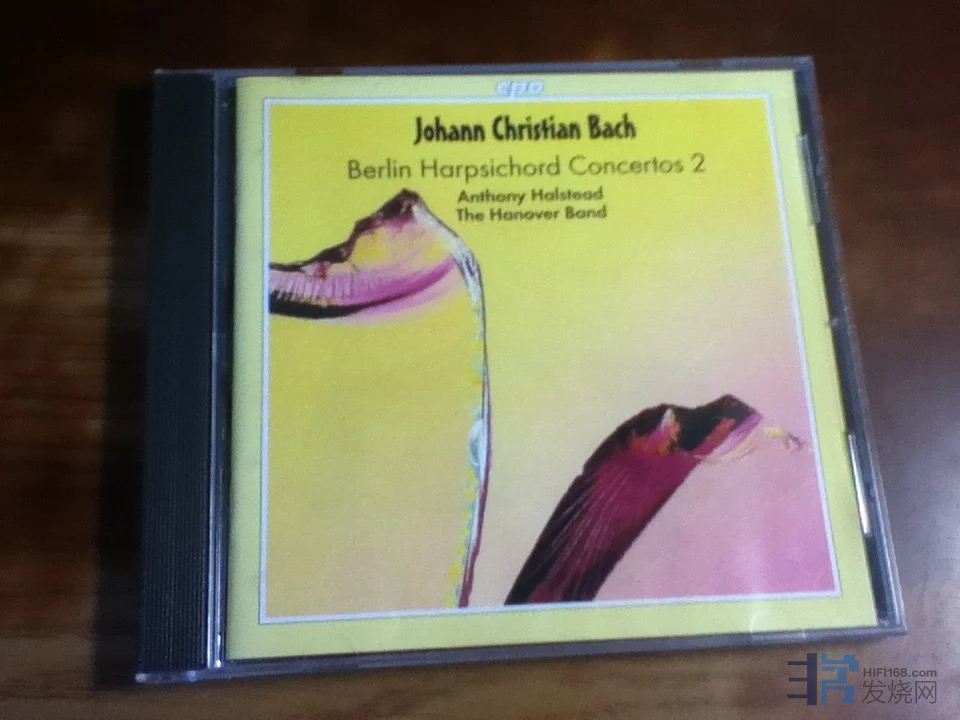 cpo
Johann Christian Bach
Berlin Harpsichord Concertos 2
Anthony Halstead
The Hanover Band
HIFI168.com
发烧网